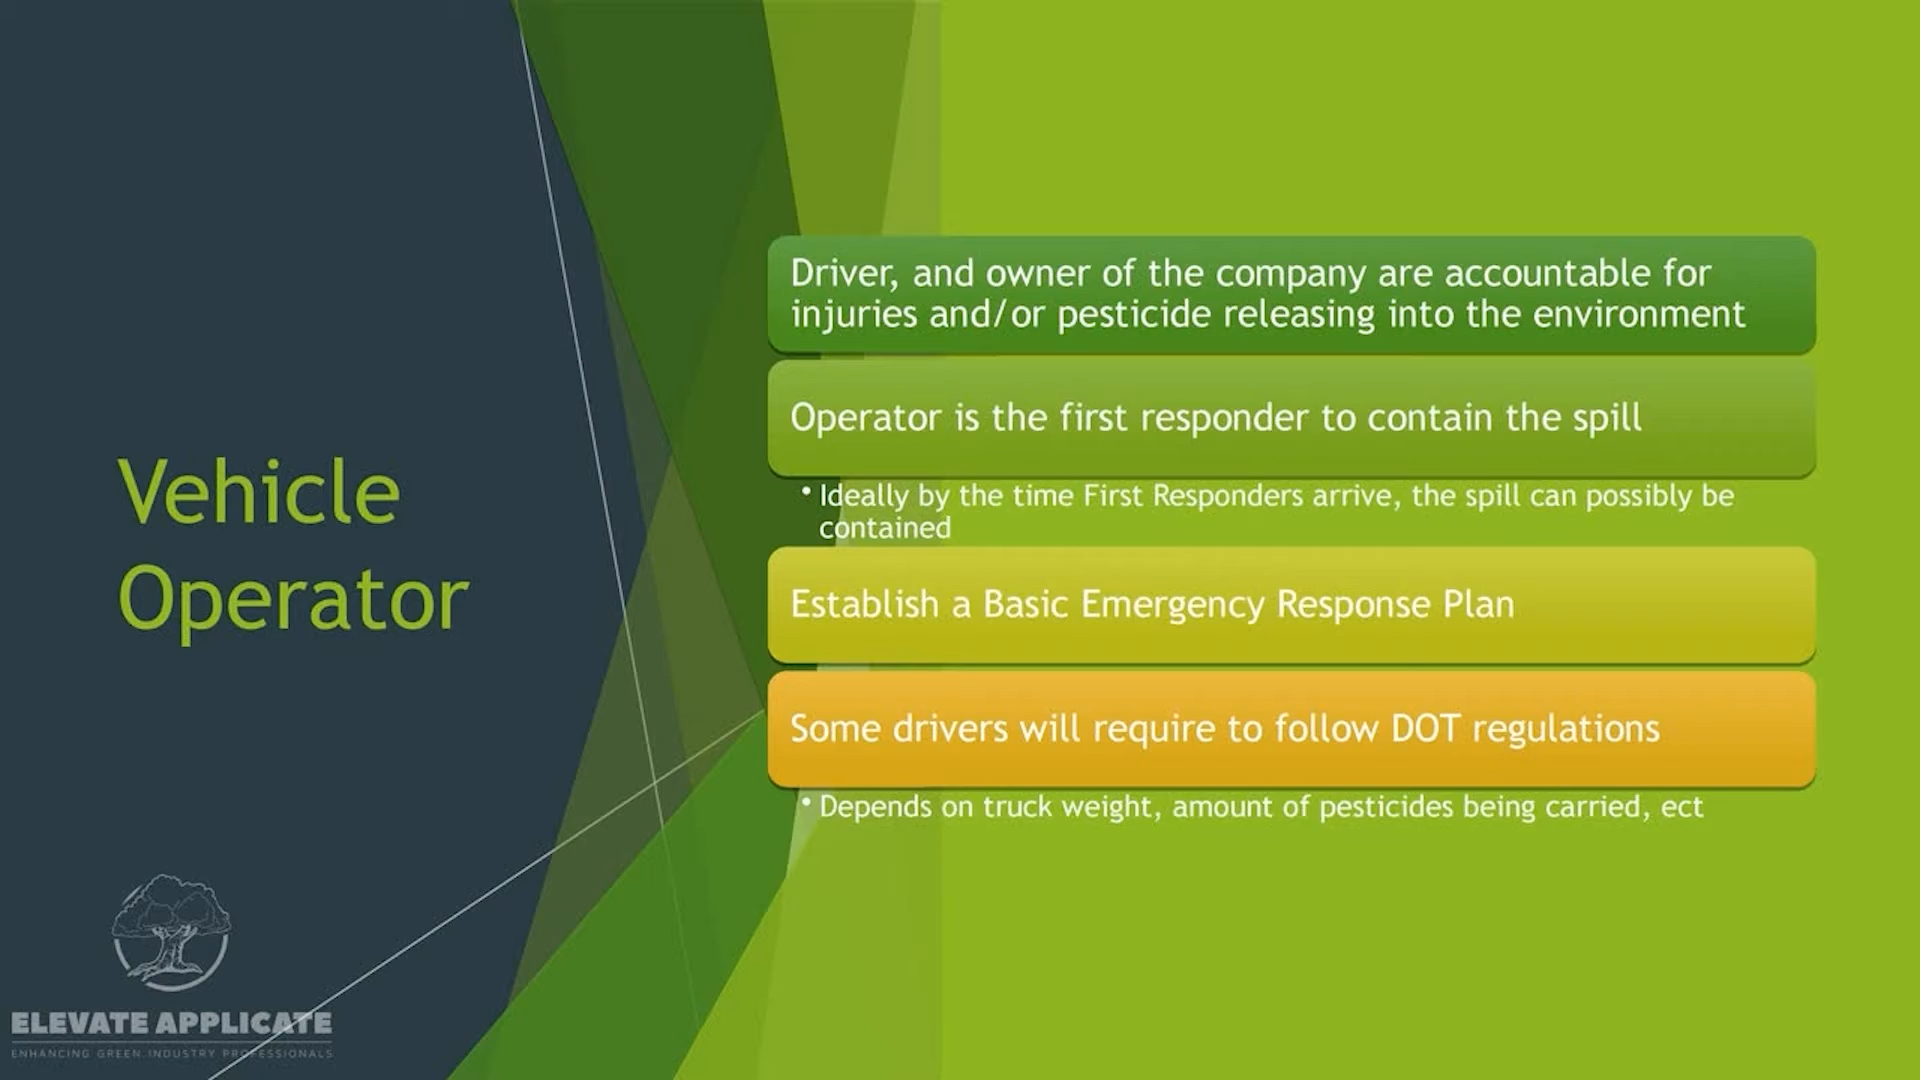 Vehicle
Operator
Driver, and owner of the company are accountable for
injuries and/or pesticide releasing into the environment
Operator is the first responder to contain the spill
• Ideally by the time First Responders arrive, the spill can possibly be
contained
Establish a Basic Emergency Response Plan
Some drivers will require to follow DOT regulations
• Depends on truck weight, amount of pesticides being carried, ect
ELEVATE APPLICATE
ENHANCING GREEN INDUSTRY PROFESSIONALS